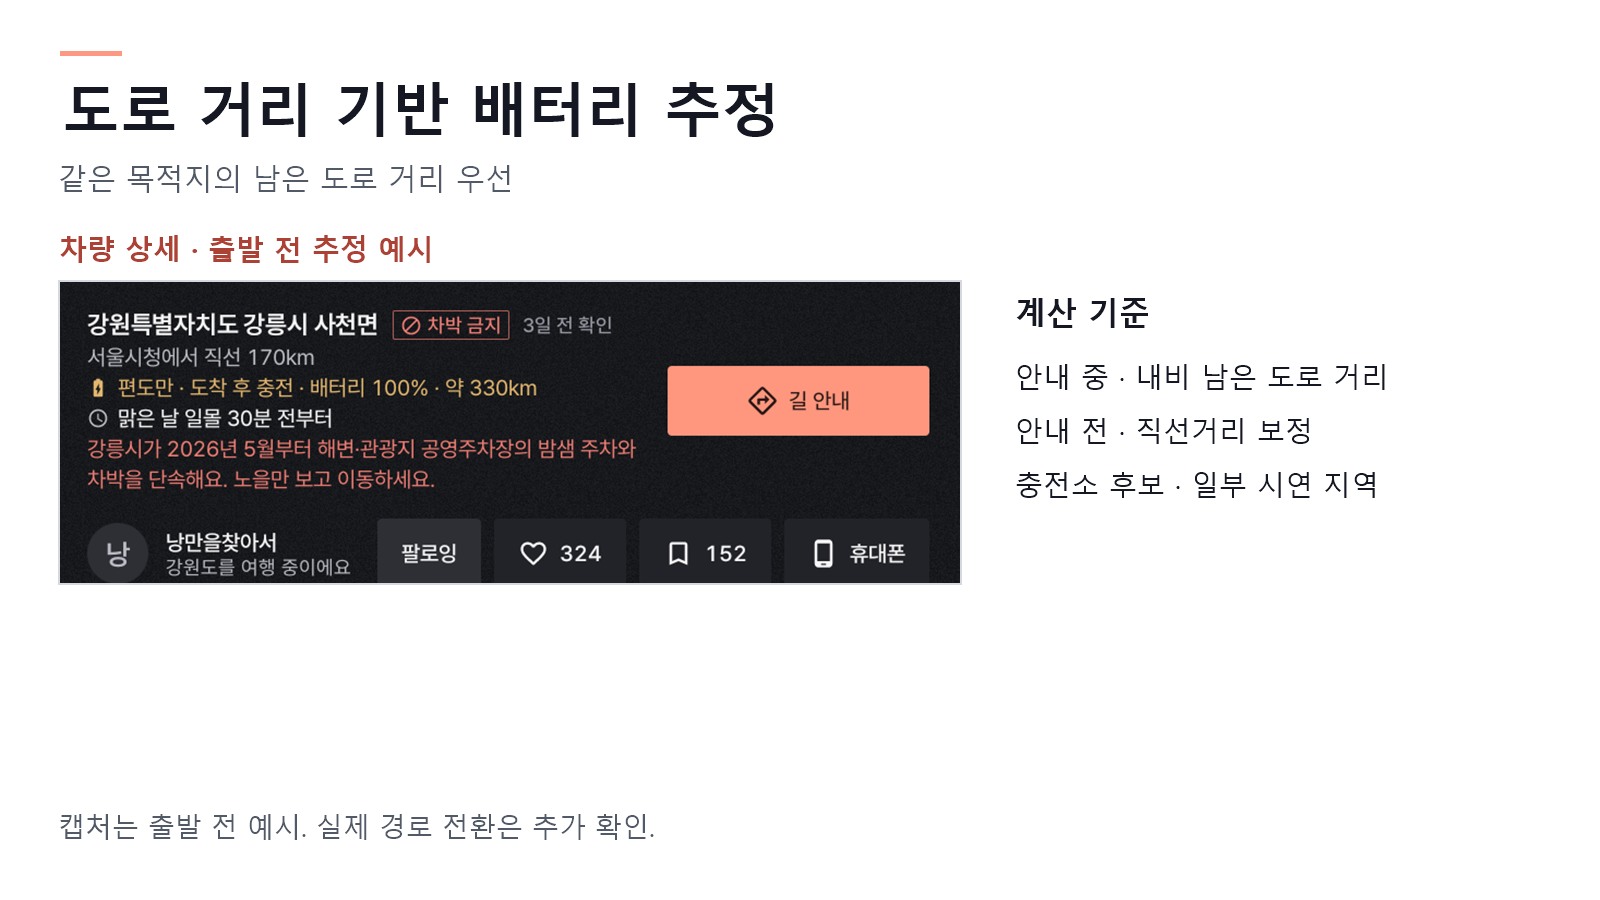 도로 거리 기반 배터리 추정
같은 목적지의 남은 도로 거리 우선
차량 상세 · 출발 전 추정 예시
강원특별자치도 강릉시 사천면 차박 금지 3일 전 확인
서울시청에서 직선 170km
편도만 · 도착 후 충전 · 배터리 100% · 약 330km
맑은 날 일몰 30분 전부터
강릉시가 2026년 5월부터 해변·관광지 공영주차장의 밤샘 주차와
차박을 단속해요. 노을만 보고 이동하세요.
길 안내
낭 낭만을찾아서
강원도를 여행 중이에요
팔로잉 324 152 휴대폰
계산 기준
안내 중 · 내비 남은 도로 거리
안내 전 · 직선거리 보정
충전소 후보 · 일부 시연 지역
캡처는 출발 전 예시. 실제 경로 전환은 추가 확인.